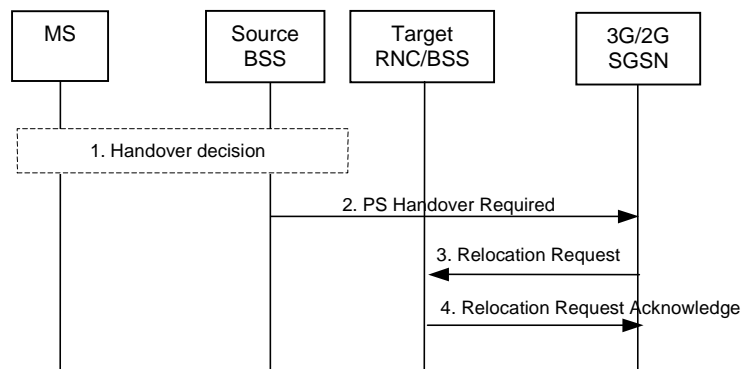 MS
Source
BSS
Target
RNC/BSS
3G/2G
SGSN
1. Handover decision
2. PS Handover Required
3. Relocation Request
4. Relocation Request Acknowledge